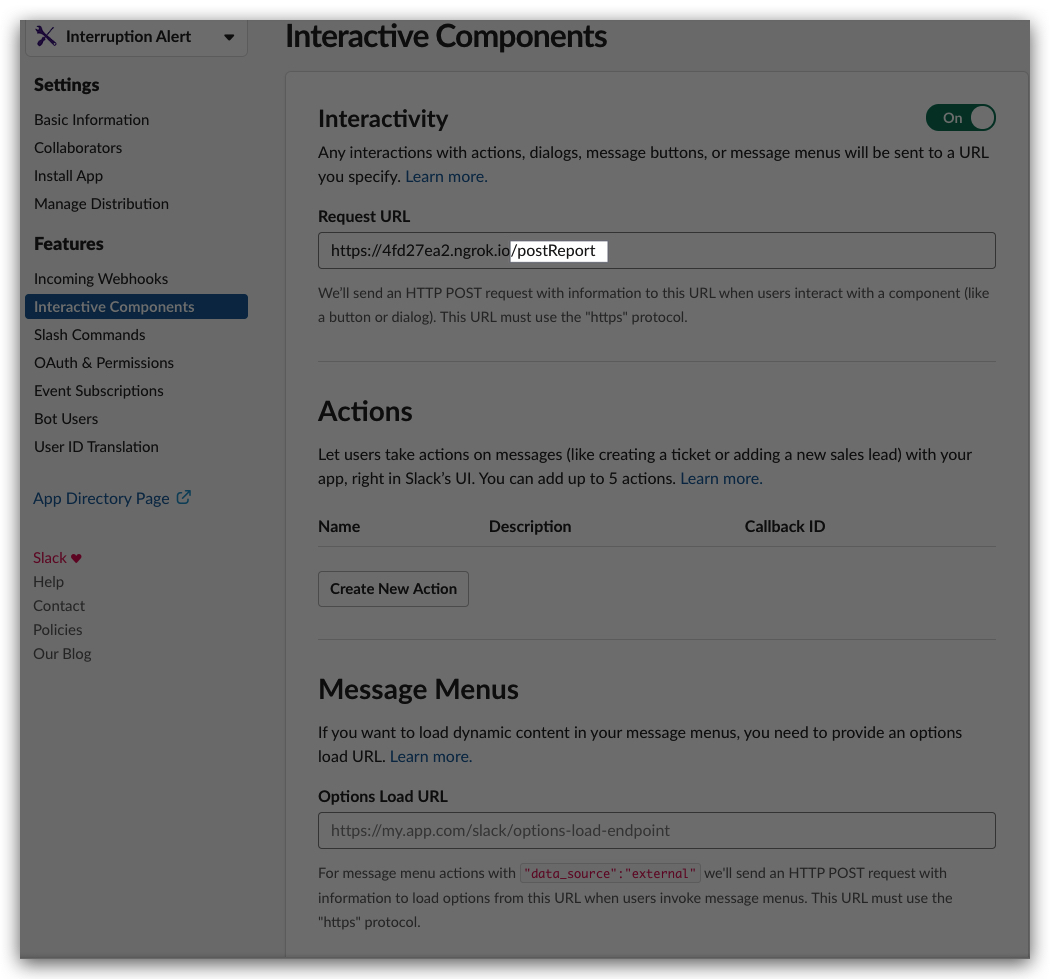 Interruption Alert
Settings
Basic Information
Collaborators
Install App
Manage Distribution
Features
Incoming Webhooks
Interactive Components
Slash Commands
OAuth & Permissions
Event Subscriptions
Bot Users
User ID Translation
App Directory Page
Slack
Help
Contact
Policies
Our Blog
Interactive Components
Interactivity
On
Any interactions with actions, dialogs, message buttons, or message menus will be sent to a URL
you specify. Learn more.
Request URL
https://4fd27ea2.ngrok.io/postReport
We'll send an HTTP POST request with information to this URL when users interact with a component (like
a button or dialog). This URL must use the "https" protocol.
Actions
Let users take actions on messages (like creating a ticket or adding a new sales lead) with your
app, right in Slack's UI. You can add up to 5 actions. Learn more.
Name Description Callback ID
Create New Action
Message Menus
If you want to load dynamic content in your message menus, you need to provide an options
load URL. Learn more.
Options Load URL
https://my.app.com/slack/options-load-endpoint
For message menu actions with "data_source":"external" we'll send an HTTP POST request with
information to load options from this URL when users invoke message menus. This URL must use the
"https" protocol.